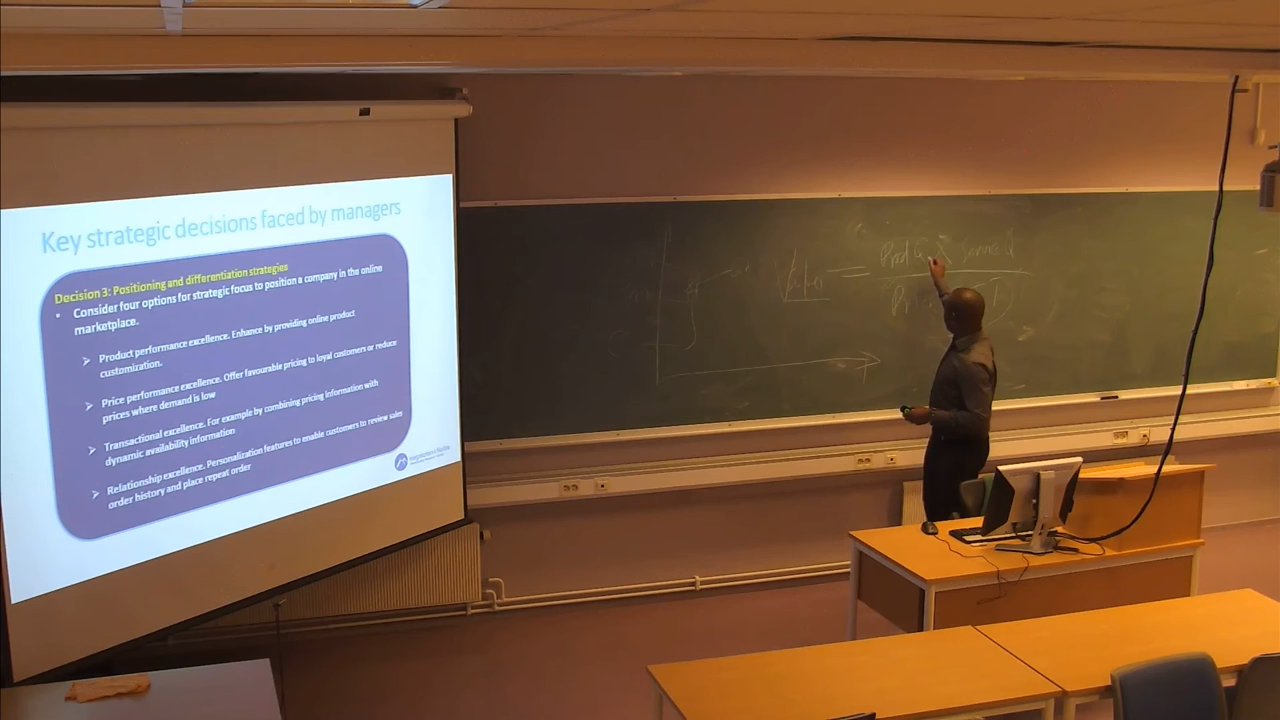 Key strategic decisions faced by managers
Decision 3: Positioning and differentiation strategies
• Consider four options for strategic focus to position a company in the online
marketplace.
➢ Product performance excellence. Enhance by providing online product
customization.
➢ Price performance excellence. Offer favourable pricing to loyal customers or reduce
prices where demand is low
➢ Transactional excellence. For example by combining pricing information with
dynamic availability information
➢ Relationship excellence. Personalization features to enable customers to review sales
order history and place repeat order
Prod Q X Service Q
Value =